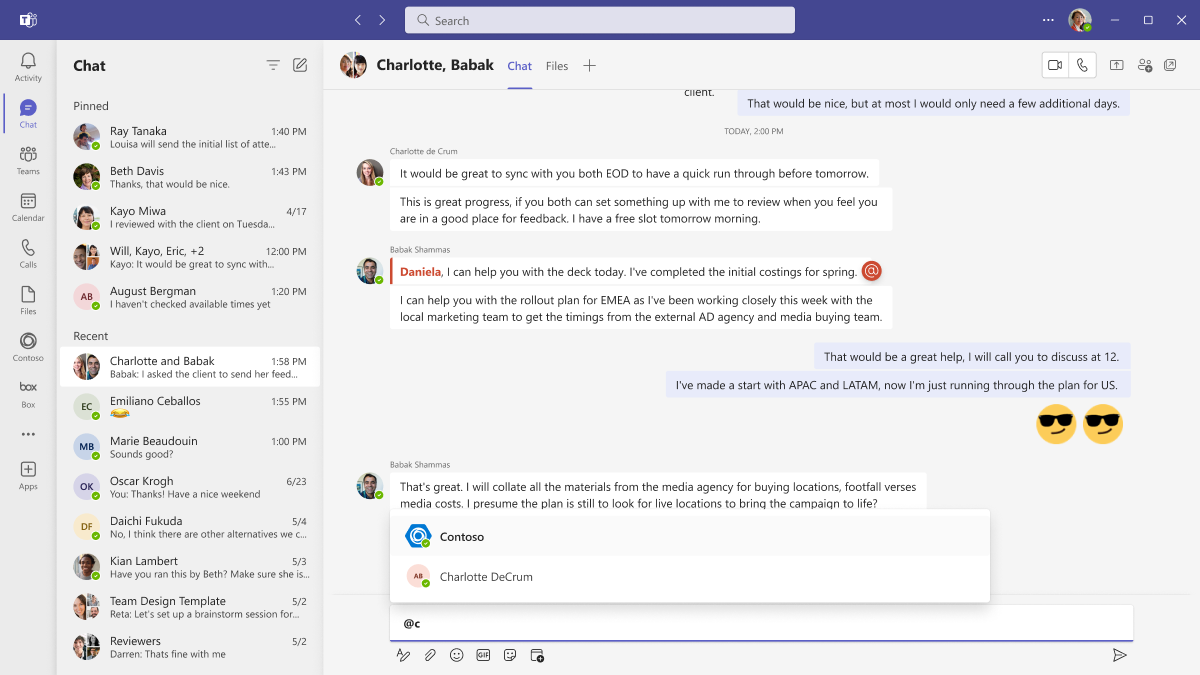 Search
Activity
Chat
Teams
Calendar
Calls
Files
Contoso
box
Box
Apps
Chat
Pinned
Ray Tanaka 1:40 PM
Louisa will send the initial list of atte...
Beth Davis 1:43 PM
Thanks, that would be nice.
Kayo Miwa 4/17
I reviewed with the client on Tuesda...
Will, Kayo, Eric, +2 12:00 PM
Kayo: It would be great to sync with...
AB August Bergman 1:20 PM
I haven't checked available times yet
Recent
Charlotte and Babak 1:58 PM
Babak: I asked the client to send her feed...
EC Emiliano Ceballos 1:55 PM
MB Marie Beaudouin 1:00 PM
Sounds good?
OK Oscar Krogh 6/23
You: Thanks! Have a nice weekend
DF Daichi Fukuda 5/4
No, I think there are other alternatives we c...
Kian Lambert 5/3
Have you ran this by Beth? Make sure she is...
Team Design Template 5/2
Reta: Let's set up a brainstorm session for...
Reviewers 5/2
Darren: Thats fine with me
Charlotte, Babak Chat Files
client.
That would be nice, but at most I would only need a few additional days.
TODAY, 2:00 PM
Charlotte de Crum
It would be great to sync with you both EOD to have a quick run through before tomorrow.
This is great progress, if you both can set something up with me to review when you feel you
are in a good place for feedback. I have a free slot tomorrow morning.
Babak Shammas
Daniela, I can help you with the deck today. I've completed the initial costings for spring. @
I can help you with the rollout plan for EMEA as I've been working closely this week with the
local marketing team to get the timings from the external AD agency and media buying team.
That would be a great help, I will call you to discuss at 12.
I've made a start with APAC and LATAM, now I'm just running through the plan for US.
Babak Shammas
That's great. I will collate all the materials from the media agency for buying locations, footfall verses
media costs. I presume the plan is still to look for live locations to bring the campaign to life?
Contoso
AB Charlotte DeCrum
@c
GIF